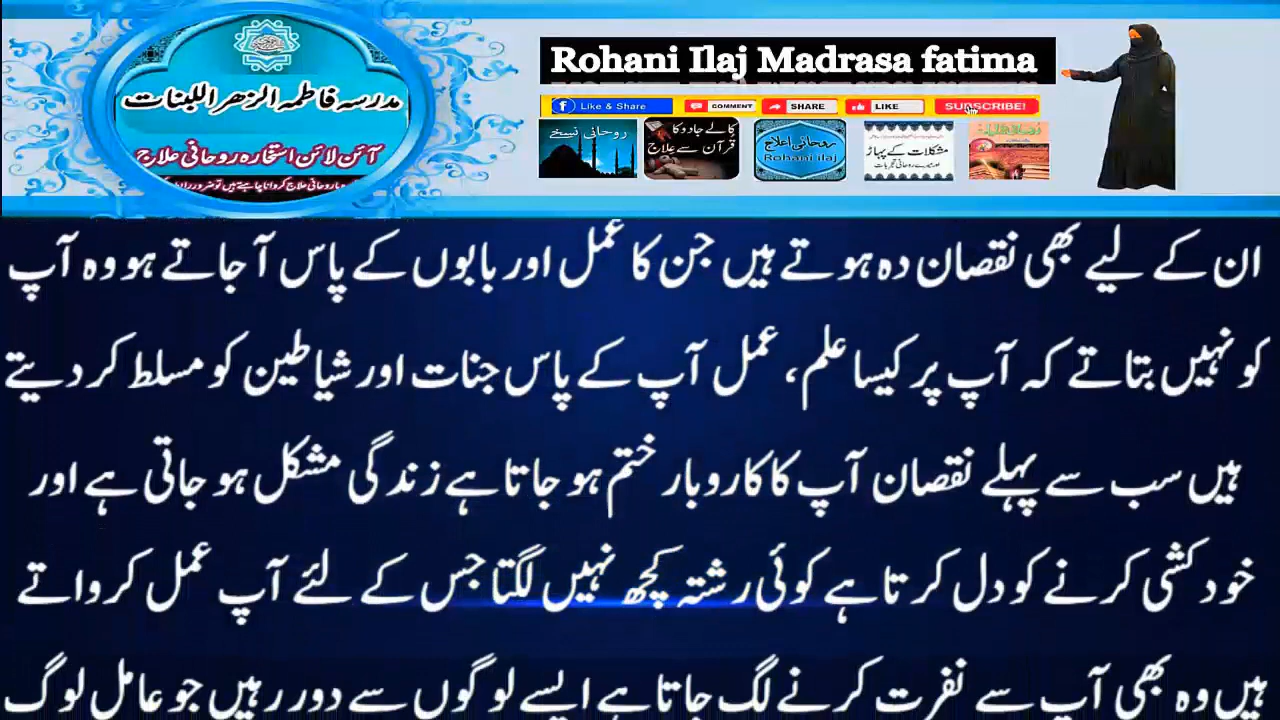 مدرسہ فاطمہ الزھراللبنات
آئن لائن استخارہ روحانی علاج
Rohani Ilaj Madrasa fatima
Like & Share
COMMENT
SHARE
LIKE
SUBSCRIBE!
روحانی نسخے
کالے جادو کا
قرآن سے علاج
روحانی علاج
Rohani ilaj
مشکلات کے پہاڑ
ان کے لیے بھی نقصان دہ ہوتے ہیں جن کا عمل اور بابوں کے پاس آ جاتے ہو وہ آپ
کو نہیں بتاتے کہ آپ پر کیسا علم، عمل آپ کے پاس جنات اور شیاطین کو مسلط کر دیتے
ہیں سب سے پہلے نقصان آپ کا کاروبار ختم ہو جاتا ہے زندگی مشکل ہو جاتی ہے اور
خودکشی کرنے کو دل کرتا ہے کوئی رشتہ کچھ نہیں لگتا جس کے لئے آپ عمل کرواتے
ہیں وہ بھی آپ سے نفرت کرنے لگ جاتا ہے ایسے لوگوں سے دور رہیں جو عامل لوگ